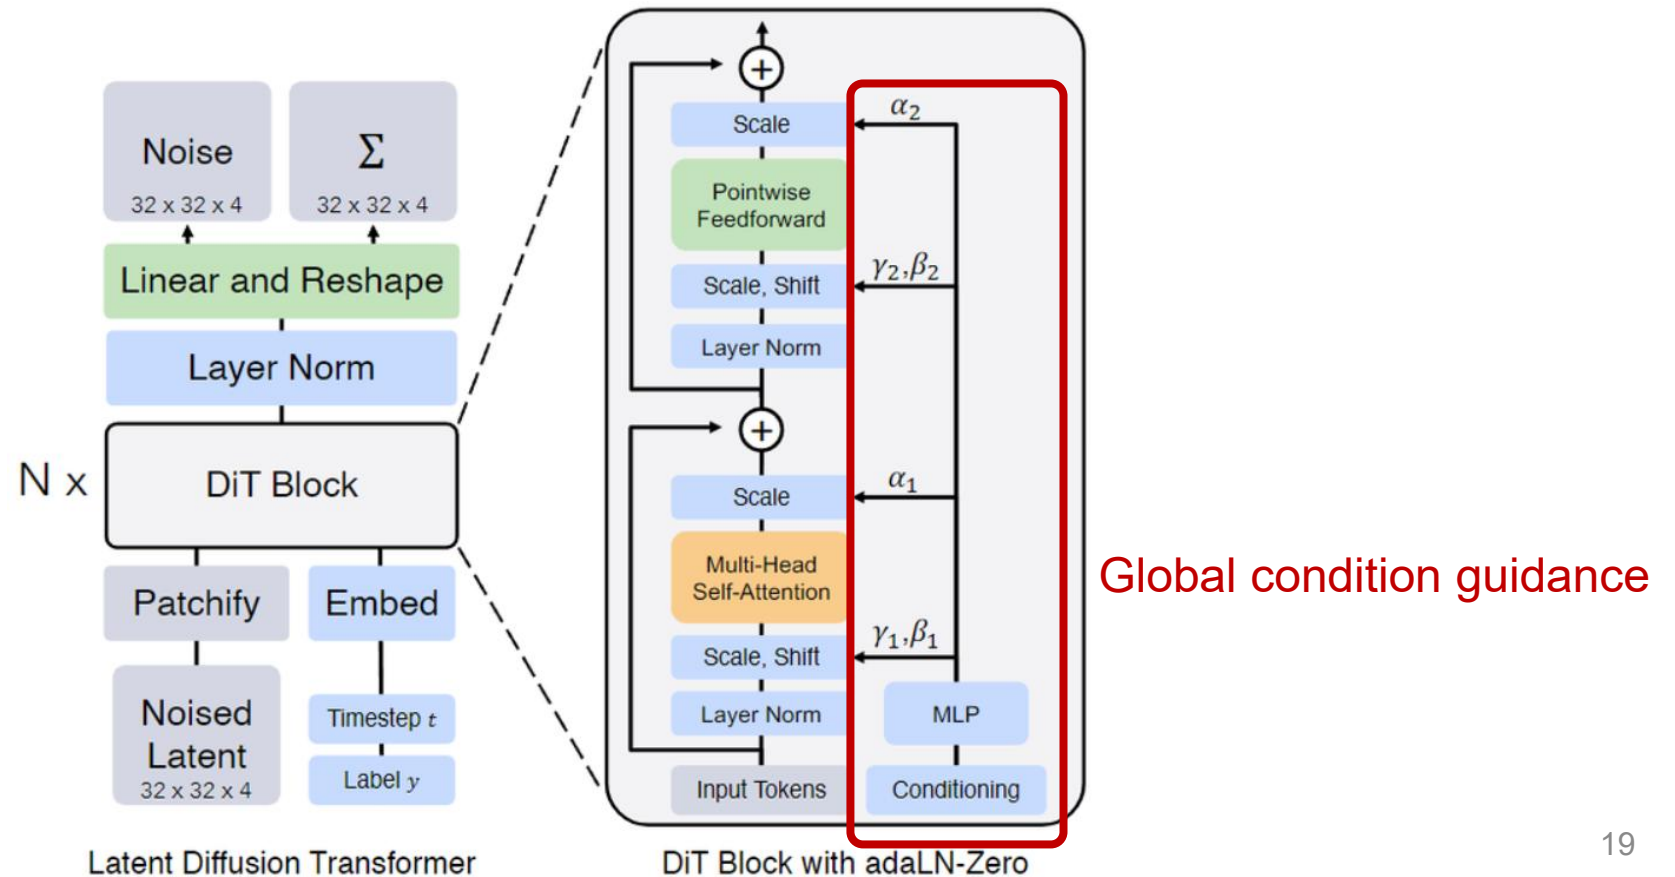 Noise
32 x 32 x 4
Σ
32 x 32 x 4
Linear and Reshape
Layer Norm
N x
DiT Block
Patchify
Embed
Noised
Latent
32 x 32 x 4
Timestep t
Label y
Latent Diffusion Transformer
+
Scale
α₂
Pointwise
Feedforward
Scale, Shift
γ₂,β₂
Layer Norm
+
Scale
α₁
Multi-Head
Self-Attention
Scale, Shift
γ₁,β₁
Layer Norm
MLP
Input Tokens
Conditioning
DiT Block with adaLN-Zero
Global condition guidance
19